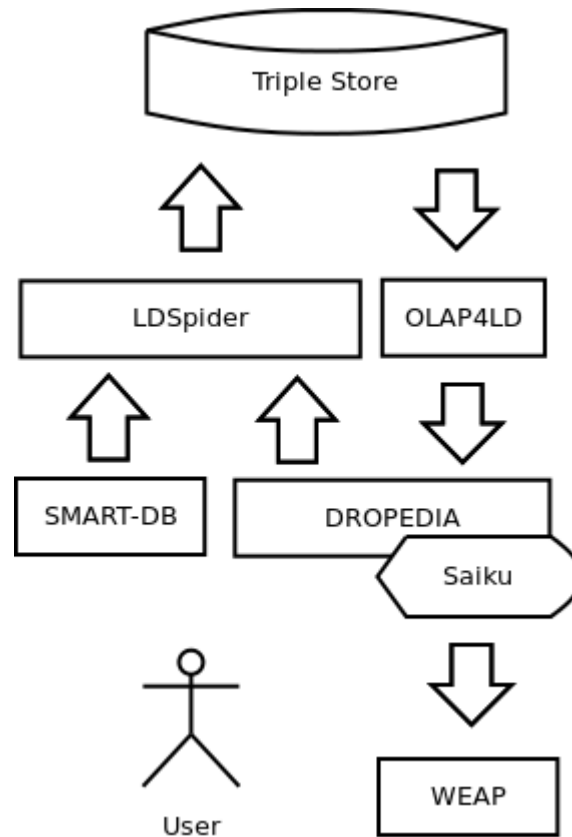 Triple Store
LDSpider
OLAP4LD
SMART-DB
DROPEDIA
Saiku
User
WEAP